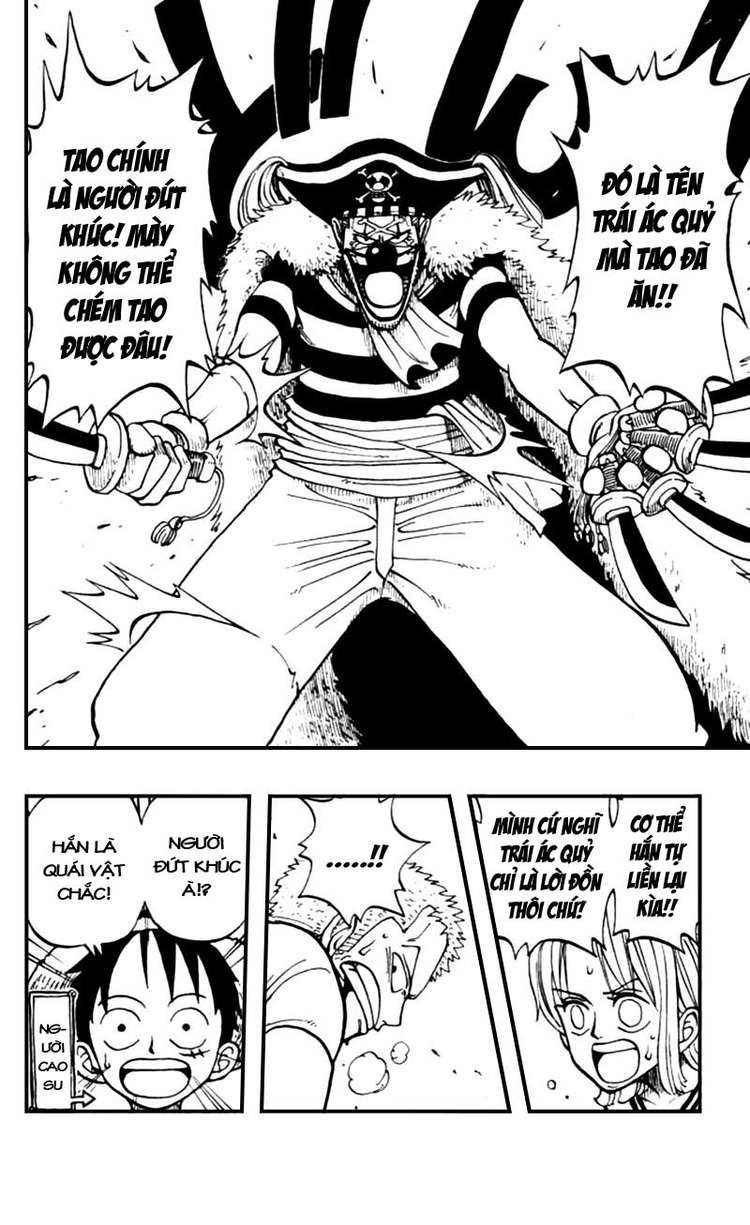 ĐÓ LÀ TÊN
TRÁI ÁC QUỶ
MÀ TAO ĐÃ
ĂN!!
TAO CHÍNH
LÀ NGƯỜI ĐỨT
KHÚC! MÀY
KHÔNG THỂ
CHÉM TAO
ĐƯỢC ĐÂU!
CƠ THỂ
HẮN TỰ
LIỀN LẠI
KÌA!!
MÌNH CỨ NGHĨ
TRÁI ÁC QUỶ
CHỈ LÀ LỜI ĐỒN
THÔI CHỨ?
......!!
NGƯỜI
ĐỨT KHÚC
À!?
HẮN LÀ
QUÁI VẬT
CHẮC!
NG-
ƯỜI
CAO
SU